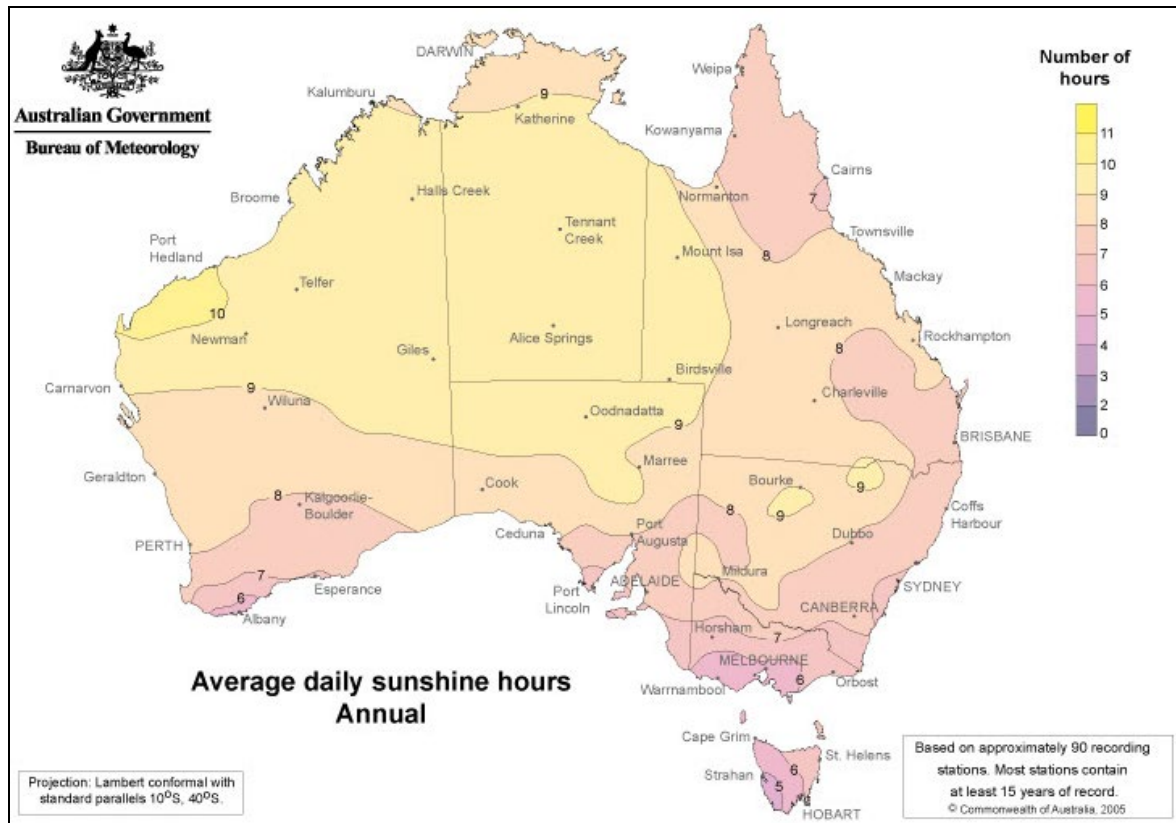 Australian Government
Bureau of Meteorology
Number of
hours
11
10
9
8
7
6
5
4
3
2
0
DARWIN
Kalumburu
9
Katherine
Weipa
Kowanyama
Cairns
7
Normanton
Halls Creek
Broome
Tennant
Creek
Townsville
Mount Isa
8
Port
Hedland
Telfer
Mackay
10
Newman
Alice Springs
Longreach
Rockhampton
8
Giles
Birdsville
Carnarvon
9
Wiluna
Charleville
Oodnadatta
9
BRISBANE
Marree
Geraldton
Cook
Bourke
9
9
8
Kalgoorlie-
Boulder
8
Coffs
Harbour
PERTH
Ceduna
Port
Augusta
Dubbo
Mildura
7
Esperance
6
Albany
Port
Lincoln
ADELAIDE
SYDNEY
CANBERRA
Horsham
7
MELBOURNE
Warrnambool
6
Orbost
Average daily sunshine hours
Annual
Cape Grim
St. Helens
6
Strahan
5
HOBART
Projection: Lambert conformal with
standard parallels 10°S, 40°S.
Based on approximately 90 recording
stations. Most stations contain
at least 15 years of record.
© Commonwealth of Australia, 2005